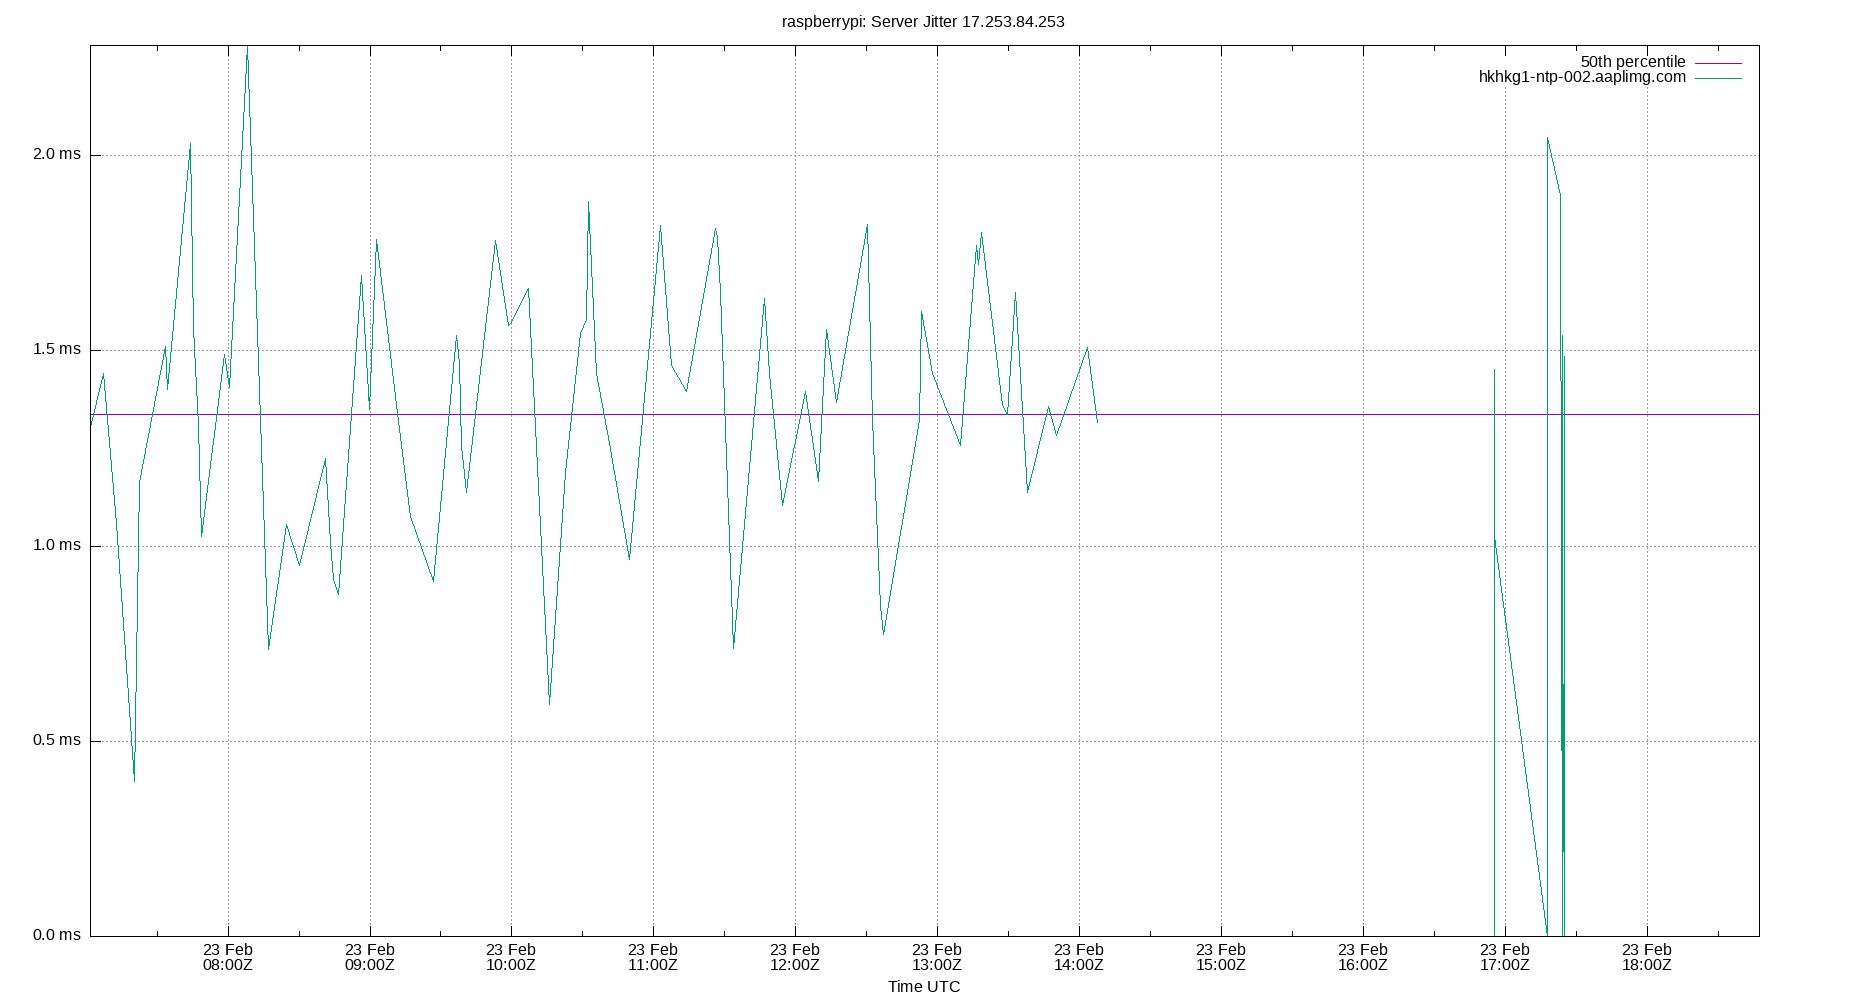 raspberrypi: Server Jitter 17.253.84.253
50th percentile
hkhkg1-ntp-002.aaplimg.com
2.0 ms
1.5 ms
1.0 ms
0.5 ms
0.0 ms
23 Feb 23 Feb 23 Feb 23 Feb 23 Feb 23 Feb 23 Feb 23 Feb 23 Feb 23 Feb 23 Feb
08:00Z 09:00Z 10:00Z 11:00Z 12:00Z 13:00Z 14:00Z 15:00Z 16:00Z 17:00Z 18:00Z
Time UTC